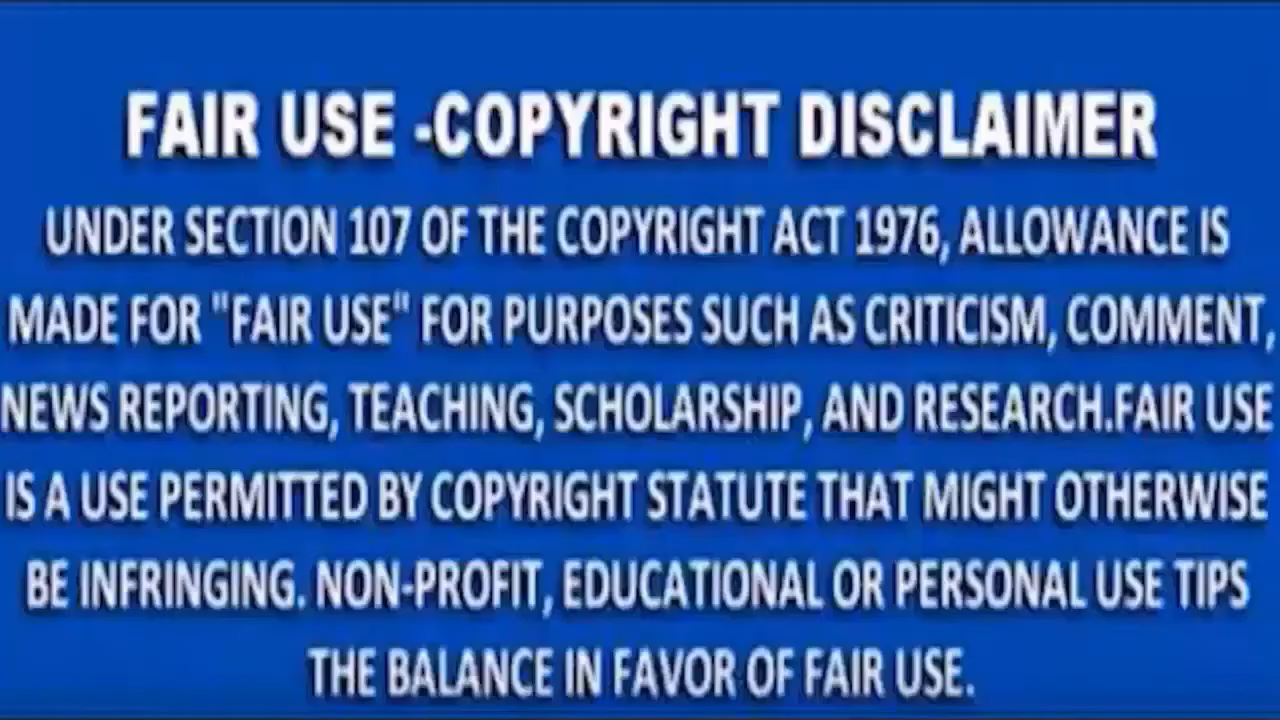 FAIR USE -COPYRIGHT DISCLAIMER
UNDER SECTION 107 OF THE COPYRIGHT ACT 1976, ALLOWANCE IS
MADE FOR "FAIR USE" FOR PURPOSES SUCH AS CRITICISM, COMMENT,
NEWS REPORTING, TEACHING, SCHOLARSHIP, AND RESEARCH.FAIR USE
IS A USE PERMITTED BY COPYRIGHT STATUTE THAT MIGHT OTHERWISE
BE INFRINGING. NON-PROFIT, EDUCATIONAL OR PERSONAL USE TIPS
THE BALANCE IN FAVOR OF FAIR USE.